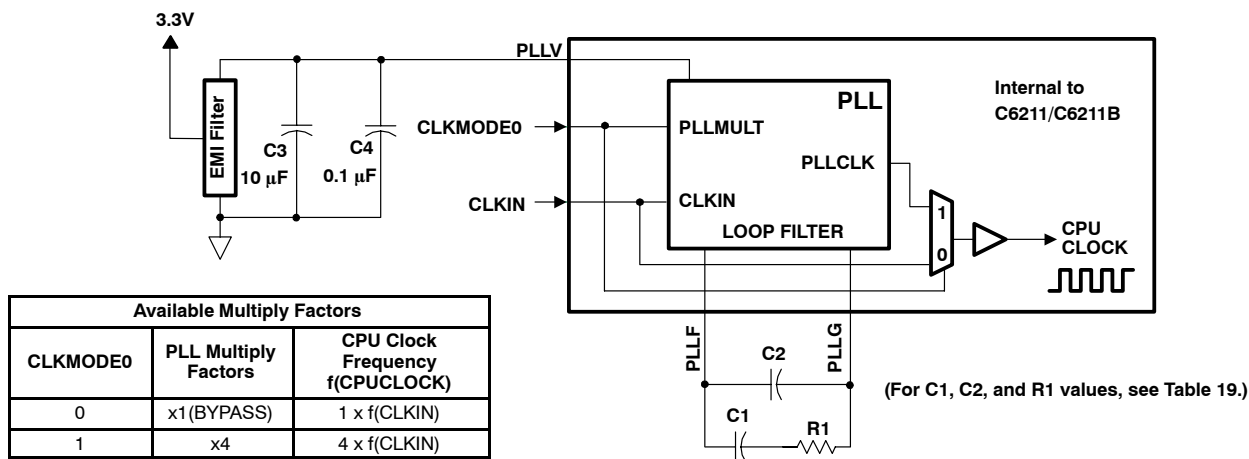 3.3V
PLLV
EMI Filter
C3
10 µF
C4
0.1 µF
CLKMODE0
CLKIN
PLL
PLLMULT
PLLCLK
CLKIN
LOOP FILTER
Internal to
C6211/C6211B
1
0
CPU
CLOCK
PLLF
PLLG
C2
C1
R1
(For C1, C2, and R1 values, see Table 19.)
Available Multiply Factors
CLKMODE0
PLL Multiply
Factors
CPU Clock
Frequency
f(CPUCLOCK)
0
x1(BYPASS)
1 x f(CLKIN)
1
x4
4 x f(CLKIN)